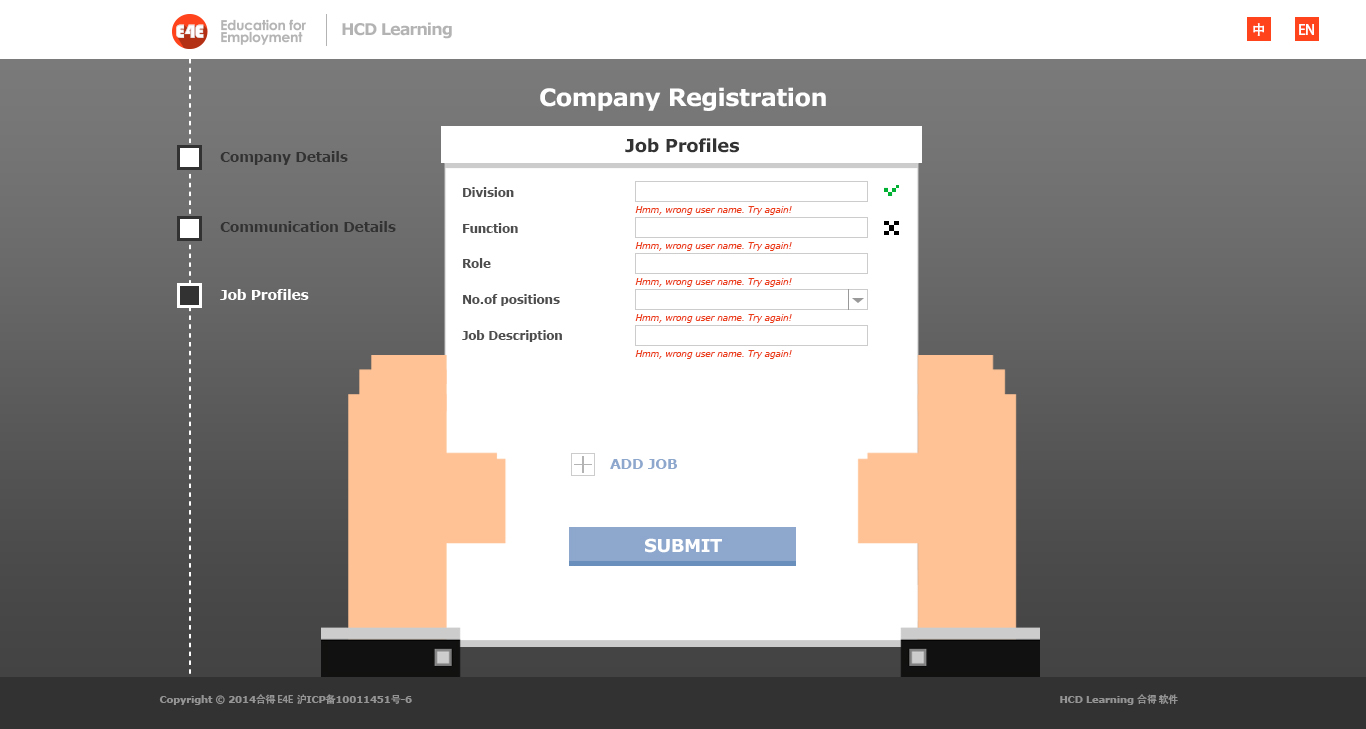 E4E Education for
Employment
HCD Learning
中
EN
Company Registration
Company Details
Communication Details
Job Profiles
Job Profiles
Division
Hmm, wrong user name. Try again!
Function
Hmm, wrong user name. Try again!
Role
Hmm, wrong user name. Try again!
No.of positions
Hmm, wrong user name. Try again!
Job Description
Hmm, wrong user name. Try again!
ADD JOB
SUBMIT
Copyright © 2014合得 E4E 沪ICP备10011451号-6
HCD Learning 合得 软件